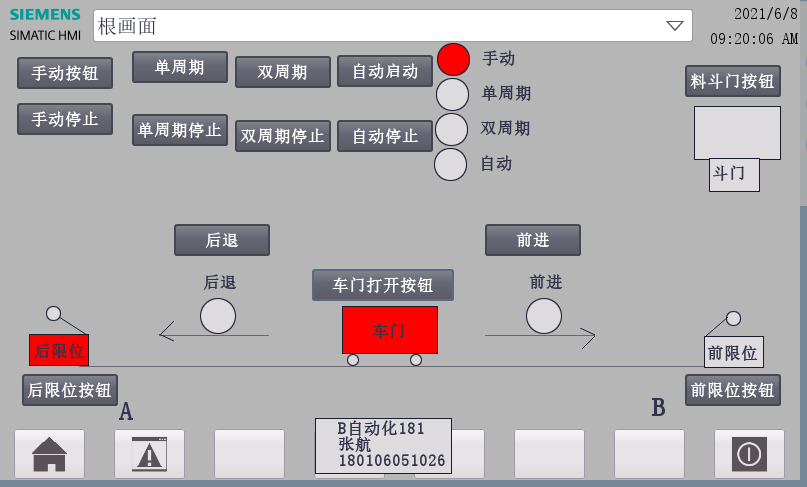 SIEMENS
SIMATIC HMI
根画面
2021/6/8
09:20:06 AM
手动按钮
单周期
双周期
自动启动
手动
料斗门按钮
手动停止
单周期停止
双周期停止
自动停止
单周期
双周期
自动
斗门
后退
前进
后退
车门打开按钮
前进
车门
后限位
前限位
后限位按钮
前限位按钮
A
B
B自动化181
张航
180106051026